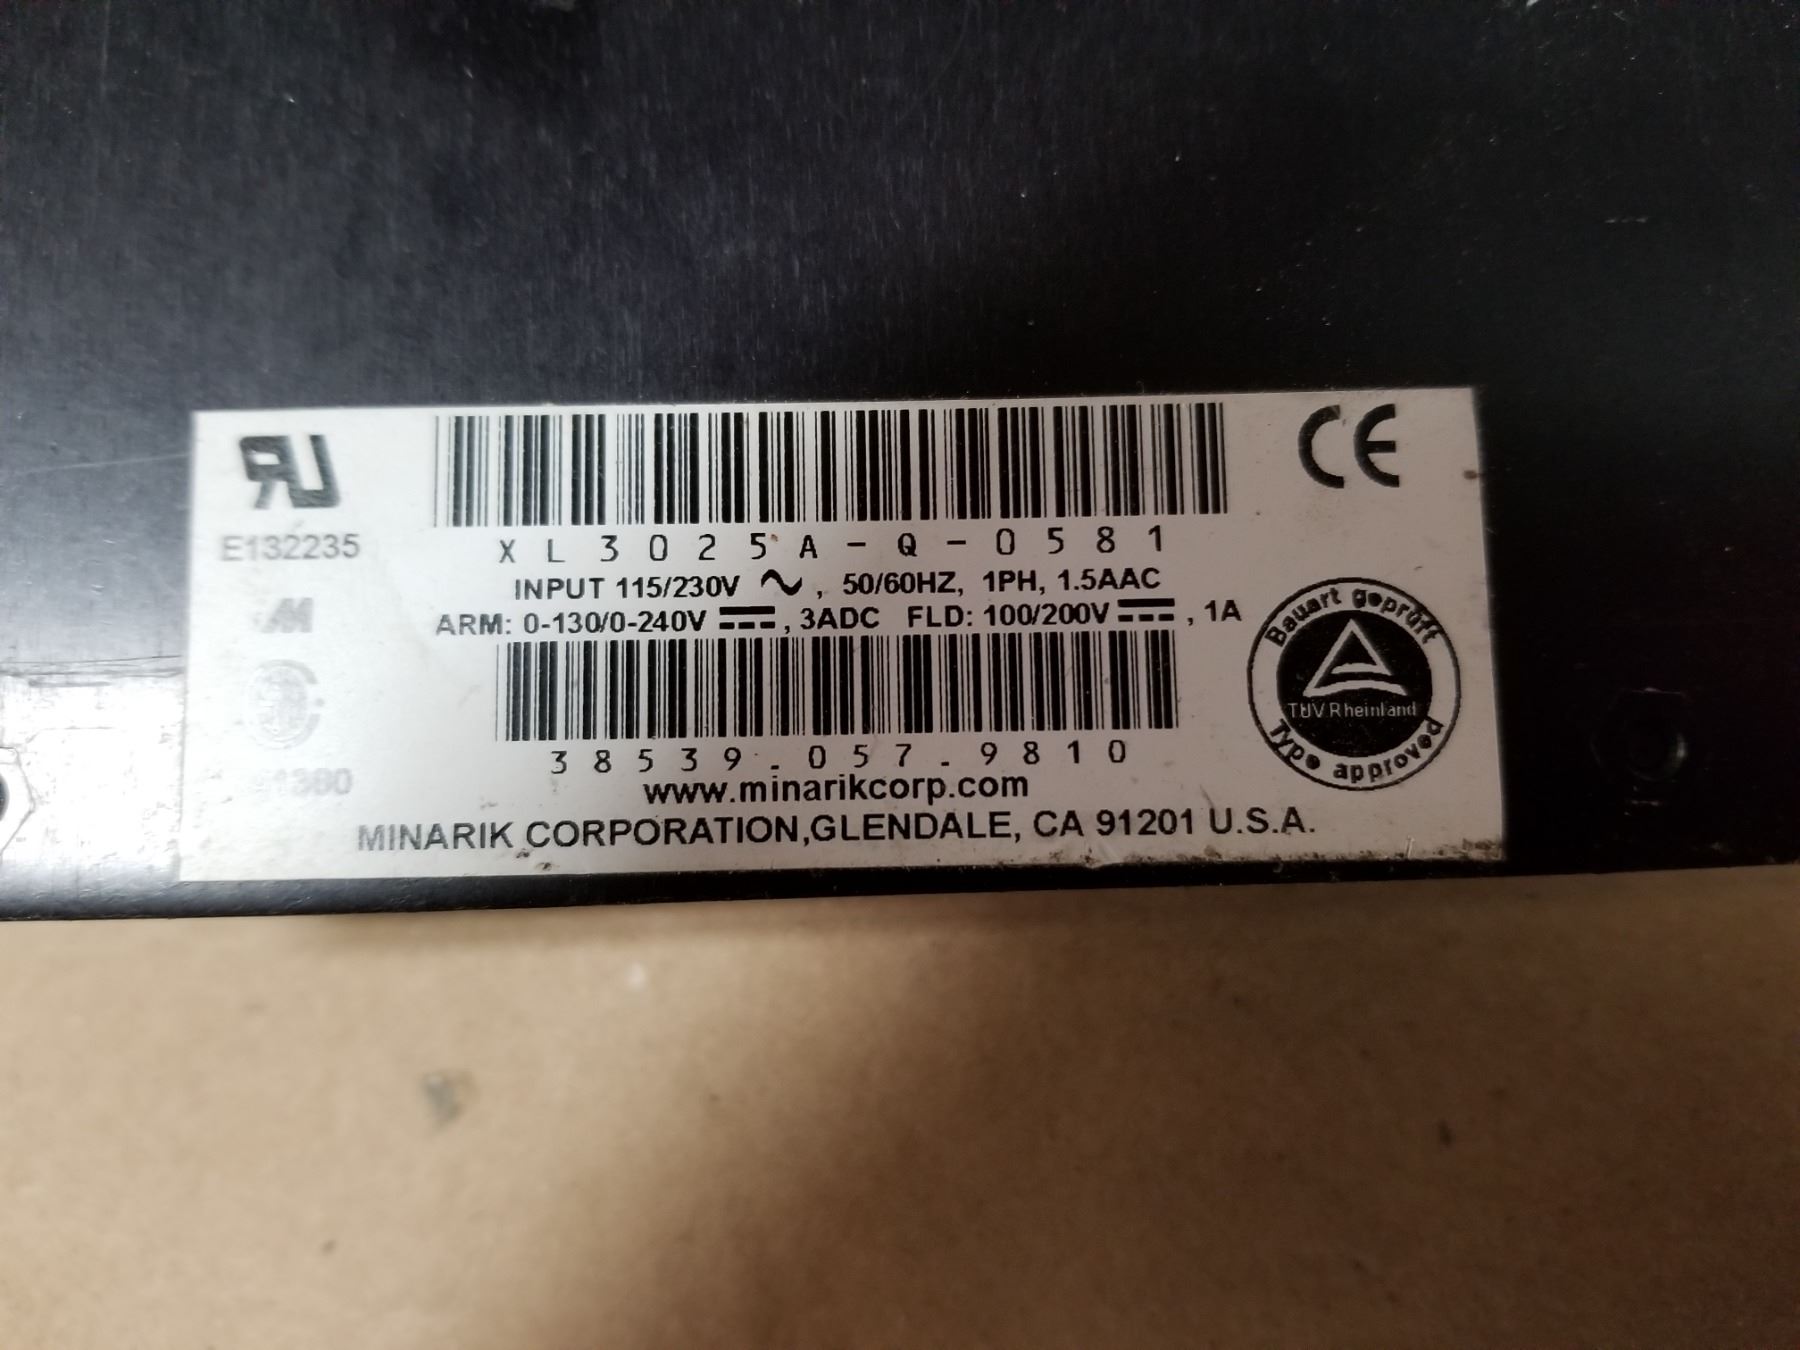 E132235
XL3025A-Q-0581
INPUT 115/230V ∿, 50/60HZ, 1PH, 1.5AAC
ARM: 0-130/0-240V ⎓, 3ADC FLD: 100/200V ⎓, 1A
38539.057.9810
www.minarikcorp.com
MINARIK CORPORATION,GLENDALE, CA 91201 U.S.A.
CE
Bauart geprüft
TÜV Rheinland
Type approved